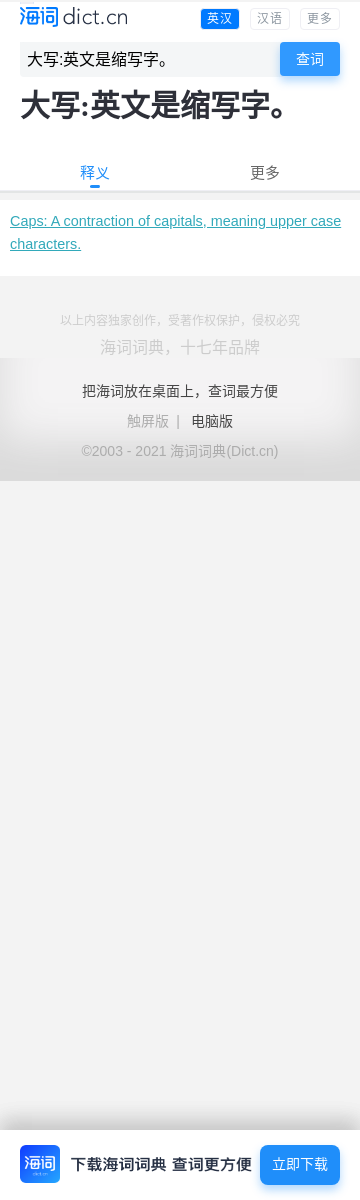 海词 dict.cn
英汉 汉语 更多
大写:英文是缩写字。 查词
大写:英文是缩写字。
释义 更多
Caps: A contraction of capitals, meaning upper case
characters.
以上内容独家创作，受著作权保护，侵权必究
海词词典，十七年品牌
把海词放在桌面上，查词最方便
触屏版 | 电脑版
©2003 - 2021 海词词典(Dict.cn)
海词
dict.cn
下载海词词典 查词更方便 立即下载